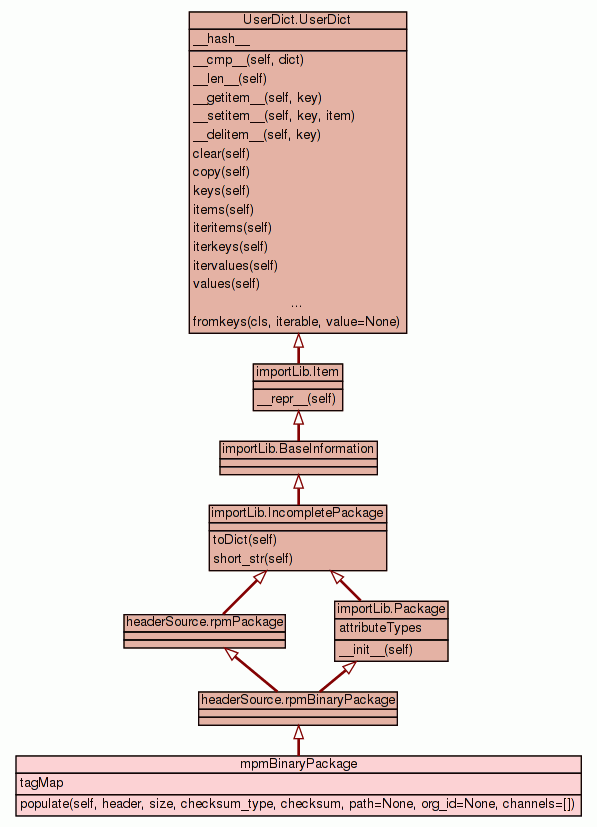 UserDict.UserDict
__hash__
__cmp__(self, dict)
__len__(self)
__getitem__(self, key)
__setitem__(self, key, item)
__delitem__(self, key)
clear(self)
copy(self)
keys(self)
items(self)
iteritems(self)
iterkeys(self)
itervalues(self)
values(self)
...
fromkeys(cls, iterable, value=None)
importLib.Item
__repr__(self)
importLib.BaseInformation
importLib.IncompletePackage
toDict(self)
short_str(self)
headerSource.rpmPackage
importLib.Package
attributeTypes
__init__(self)
headerSource.rpmBinaryPackage
mpmBinaryPackage
tagMap
populate(self, header, size, checksum_type, checksum, path=None, org_id=None, channels=[])